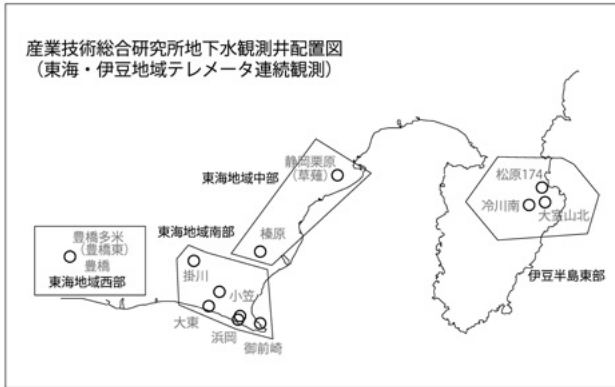 産業技術総合研究所地下水観測井配置図
（東海・伊豆地域テレメータ連続観測）
静岡栗原
（草薙）
東海地域中部
松原174
冷川南
大室山北
伊豆半島東部
榛原
東海地域南部
豊橋多米
（豊橋東）
豊橋
東海地域西部
掛川
小笠
大東
浜岡
御前崎